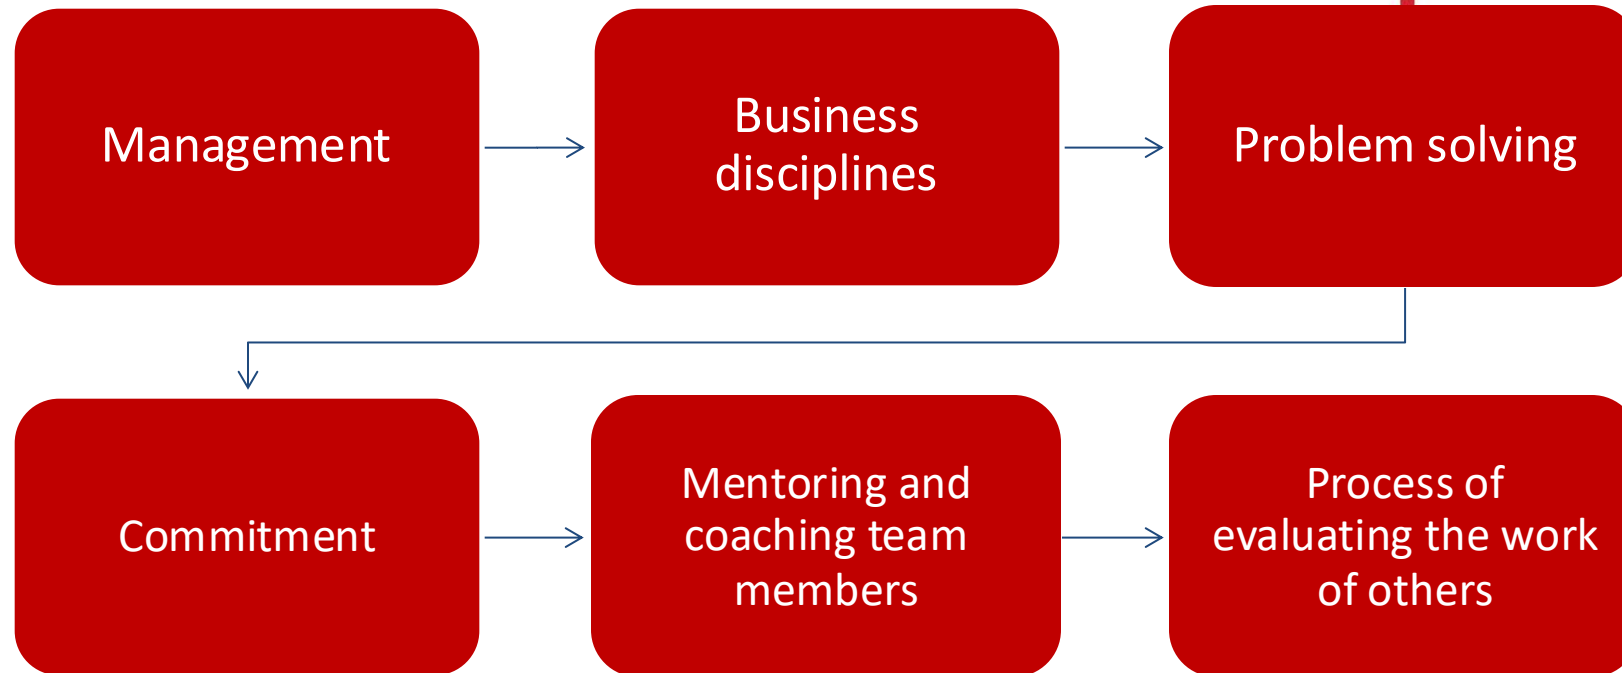 Management
Business
disciplines
Problem solving
Commitment
Mentoring and
coaching team
members
Process of
evaluating the work
of others